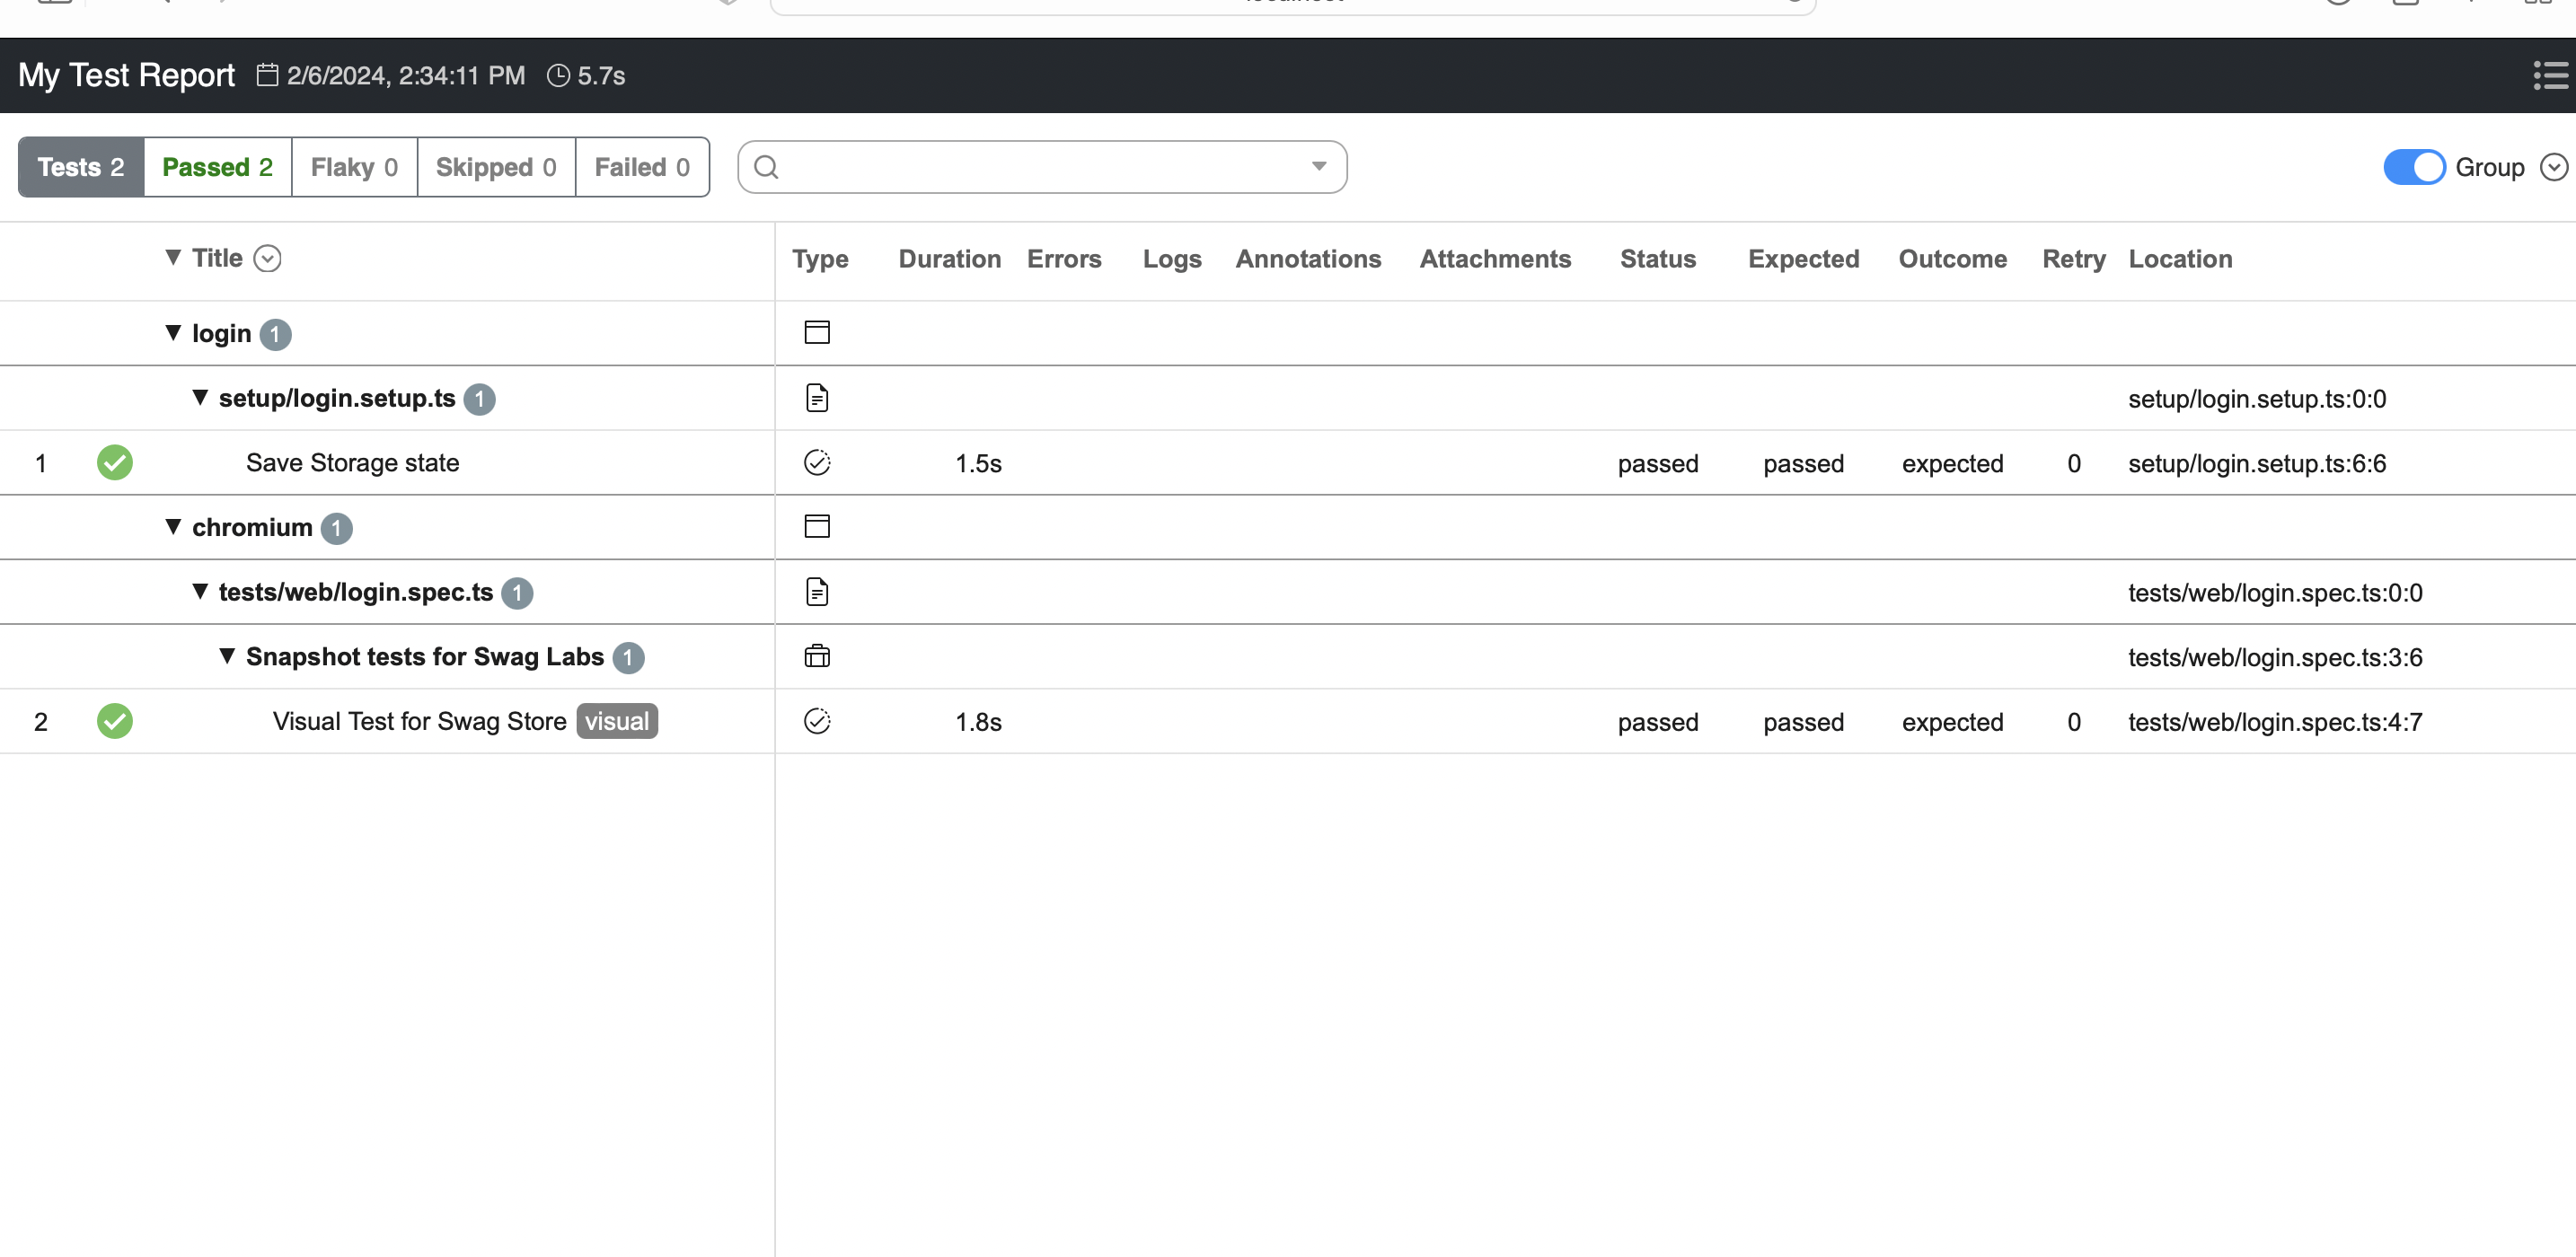 My Test Report 2/6/2024, 2:34:11 PM 5.7s
Tests 2 Passed 2 Flaky 0 Skipped 0 Failed 0 Group
Title Type Duration Errors Logs Annotations Attachments Status Expected Outcome Retry Location
login 1
setup/login.setup.ts 1 setup/login.setup.ts:0:0
1 Save Storage state 1.5s passed passed expected 0 setup/login.setup.ts:6:6
chromium 1
tests/web/login.spec.ts 1 tests/web/login.spec.ts:0:0
Snapshot tests for Swag Labs 1 tests/web/login.spec.ts:3:6
2 Visual Test for Swag Store visual 1.8s passed passed expected 0 tests/web/login.spec.ts:4:7